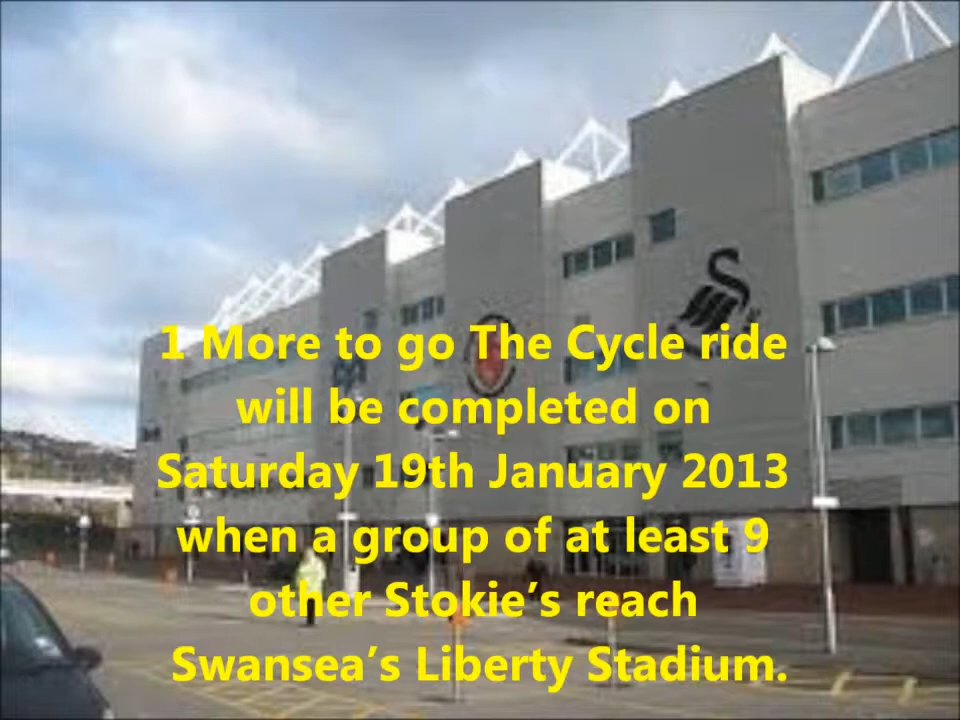 1 More to go The Cycle ride
will be completed on
Saturday 19th January 2013
when a group of at least 9
other Stokie’s reach
Swansea’s Liberty Stadium.